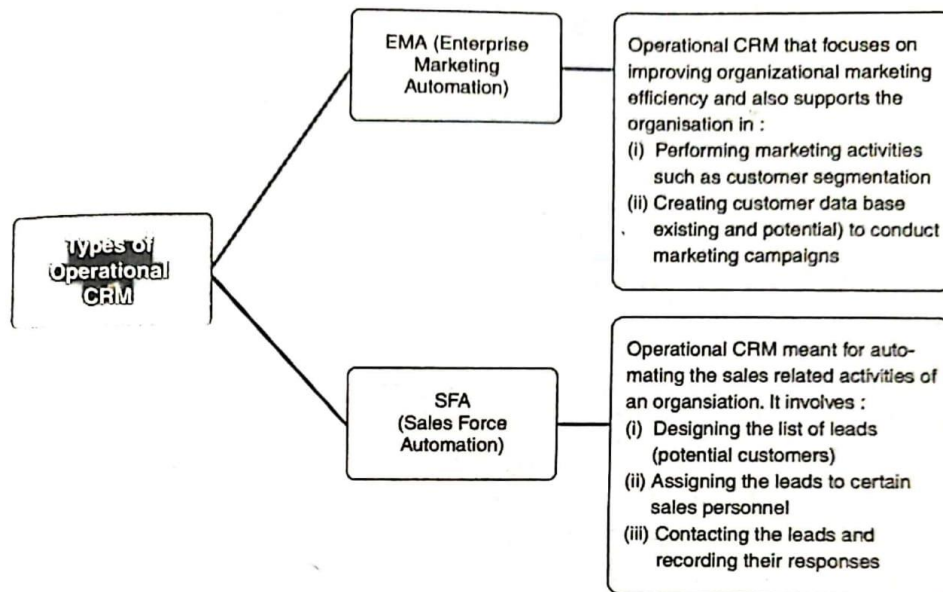 EMA (Enterprise
Marketing
Automation)
Operational CRM that focuses on
improving organizational marketing
efficiency and also supports the
organisation in :
(i) Performing marketing activities
such as customer segmentation
(ii) Creating customer data base
existing and potential) to conduct
marketing campaigns
Types of
Operational
CRM
SFA
(Sales Force
Automation)
Operational CRM meant for auto-
mating the sales related activities of
an organsiation. It involves :
(i) Designing the list of leads
(potential customers)
(ii) Assigning the leads to certain
sales personnel
(iii) Contacting the leads and
recording their responses